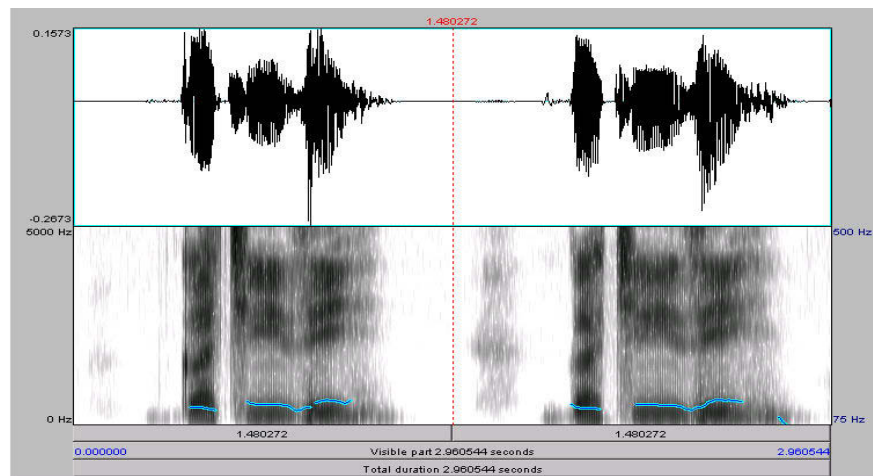 1.480272
0.1573
-0.2673
5000 Hz 500 Hz
0 Hz 75 Hz
1.480272 1.480272
0.000000 Visible part 2.960544 seconds 2.960544
Total duration 2.960544 seconds